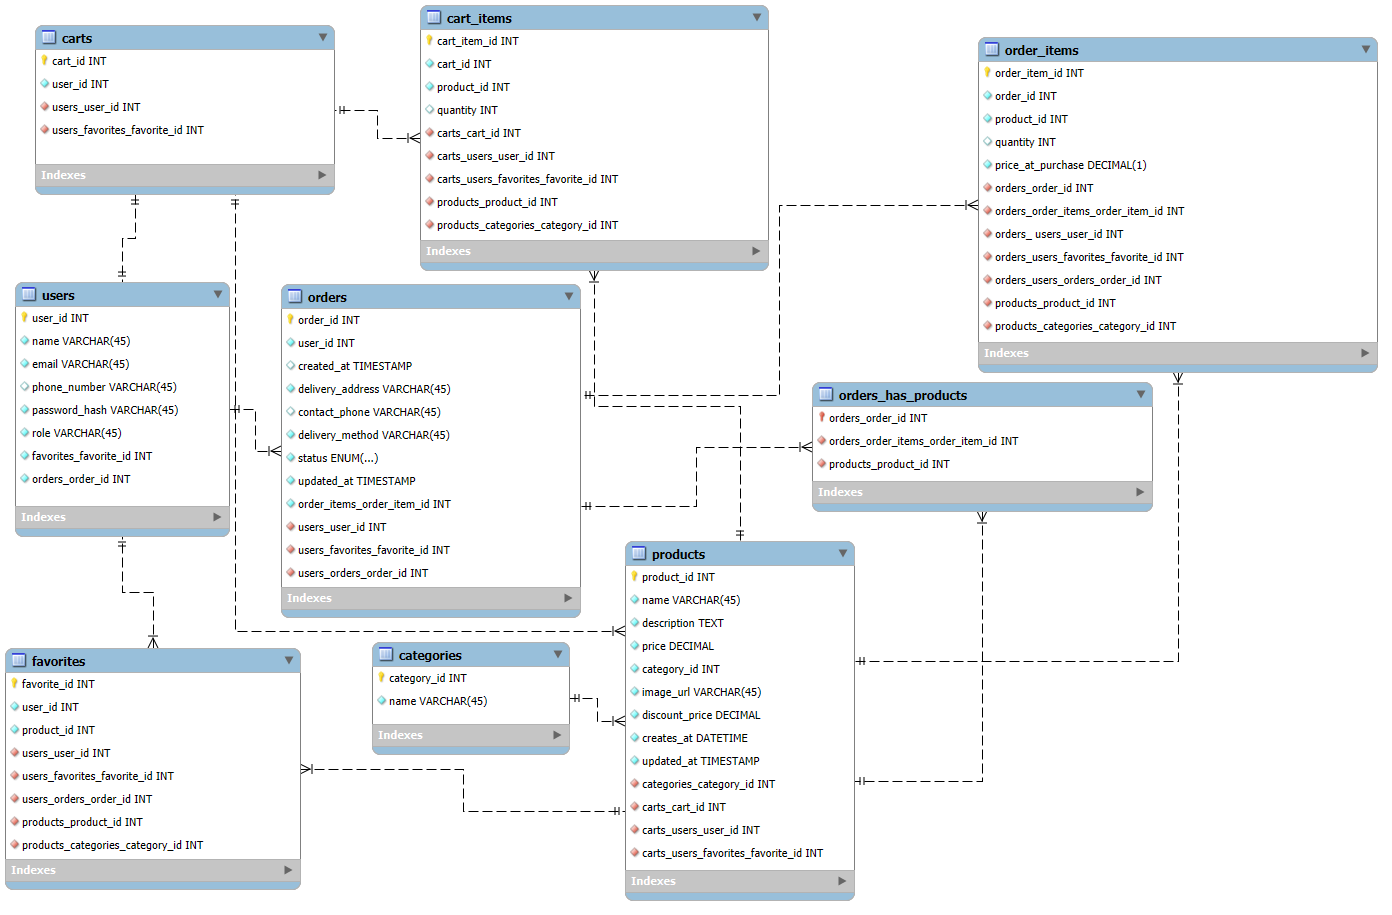 carts
cart_id INT
user_id INT
users_user_id INT
users_favorites_favorite_id INT
Indexes
cart_items
cart_item_id INT
cart_id INT
product_id INT
quantity INT
carts_cart_id INT
carts_users_user_id INT
carts_users_favorites_favorite_id INT
products_product_id INT
products_categories_category_id INT
Indexes
order_items
order_item_id INT
order_id INT
product_id INT
quantity INT
price_at_purchase DECIMAL(1)
orders_order_id INT
orders_order_items_order_item_id INT
orders_ users_user_id INT
orders_users_favorites_favorite_id INT
orders_users_orders_order_id INT
products_product_id INT
products_categories_category_id INT
Indexes
users
user_id INT
name VARCHAR(45)
email VARCHAR(45)
phone_number VARCHAR(45)
password_hash VARCHAR(45)
role VARCHAR(45)
favorites_favorite_id INT
orders_order_id INT
Indexes
orders
order_id INT
user_id INT
created_at TIMESTAMP
delivery_address VARCHAR(45)
contact_phone VARCHAR(45)
delivery_method VARCHAR(45)
status ENUM(...)
updated_at TIMESTAMP
order_items_order_item_id INT
users_user_id INT
users_favorites_favorite_id INT
users_orders_order_id INT
Indexes
orders_has_products
orders_order_id INT
orders_order_items_order_item_id INT
products_product_id INT
Indexes
products
product_id INT
name VARCHAR(45)
description TEXT
price DECIMAL
category_id INT
image_url VARCHAR(45)
discount_price DECIMAL
creates_at DATETIME
updated_at TIMESTAMP
categories_category_id INT
carts_cart_id INT
carts_users_user_id INT
carts_users_favorites_favorite_id INT
Indexes
favorites
favorite_id INT
user_id INT
product_id INT
users_user_id INT
users_favorites_favorite_id INT
users_orders_order_id INT
products_product_id INT
products_categories_category_id INT
Indexes
categories
category_id INT
name VARCHAR(45)
Indexes